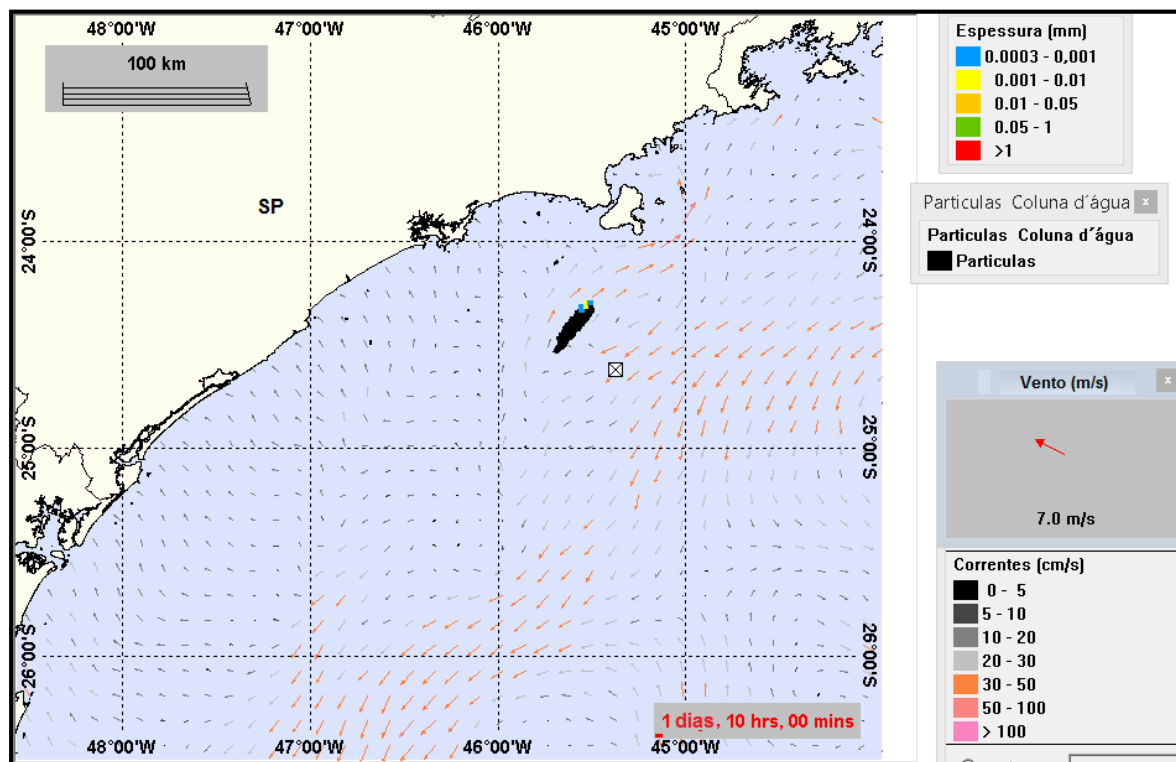 48°00'W 47°00'W 46°00'W 45°00'W
100 km
SP
24°00'S 24°00'S
25°00'S 25°00'S
26°00'S 26°00'S
1 dias, 10 hrs, 00 mins
48°00'W 47°00'W 46°00'W 45°00'W
Espessura (mm)
0.0003 - 0,001
0.001 - 0.01
0.01 - 0.05
0.05 - 1
>1
Particulas Coluna d´água x
Particulas Coluna d'água
Particulas
Vento (m/s) x
7.0 m/s
Correntes (cm/s)
0 - 5
5 - 10
10 - 20
20 - 30
30 - 50
50 - 100
> 100